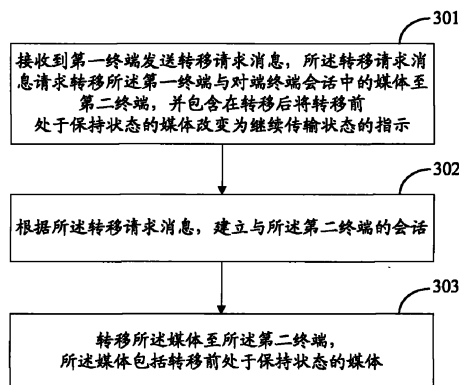 301
接收到第一终端发送转移请求消息，所述转移请求消
息请求转移所述第一终端与对端终端会话中的媒体至
第二终端，并包含在转移后将转移前
处于保持状态的媒体改变为继续传输状态的指示
302
根据所述转移请求消息，建立与所述第二终端的会话
303
转移所述媒体至所述第二终端，
所述媒体包括转移前处于保持状态的媒体